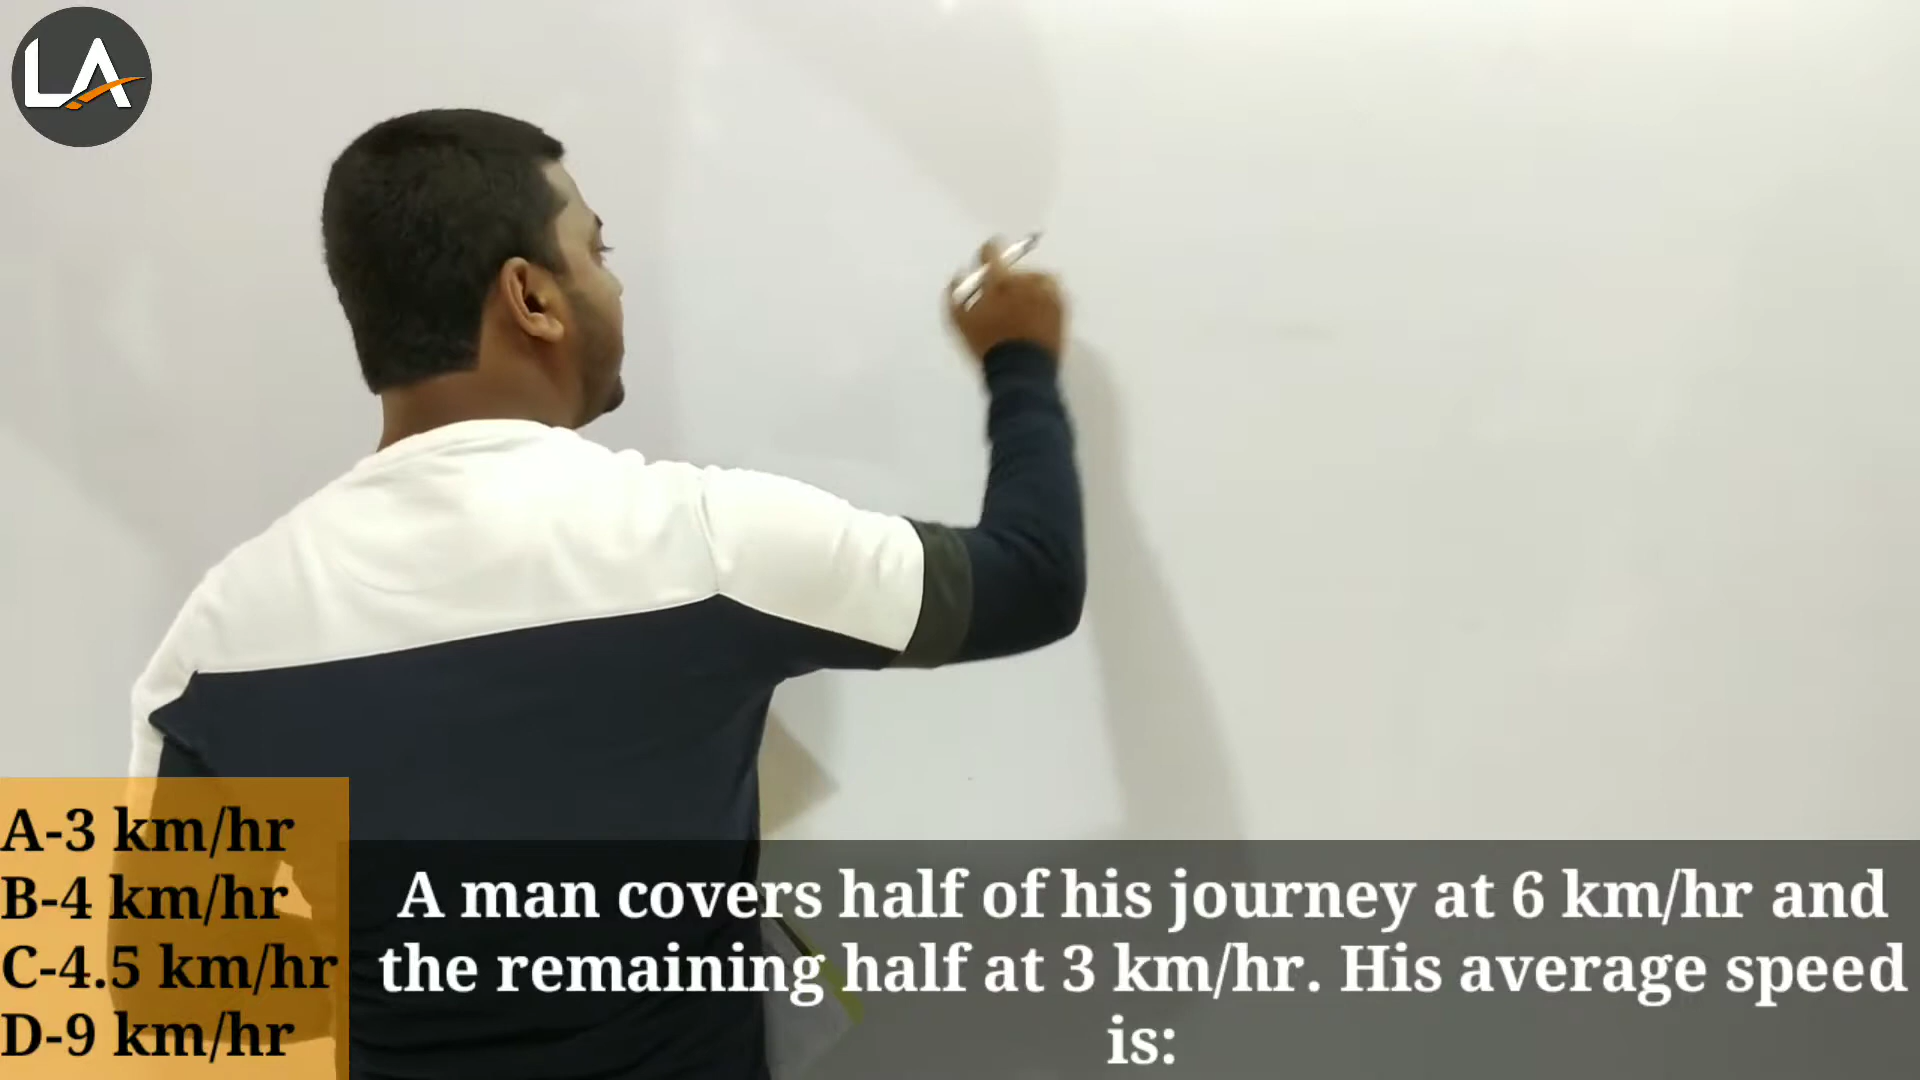 LA
A-3 km/hr
B-4 km/hr
C-4.5 km/hr
D-9 km/hr
A man covers half of his journey at 6 km/hr and
the remaining half at 3 km/hr. His average speed
is: